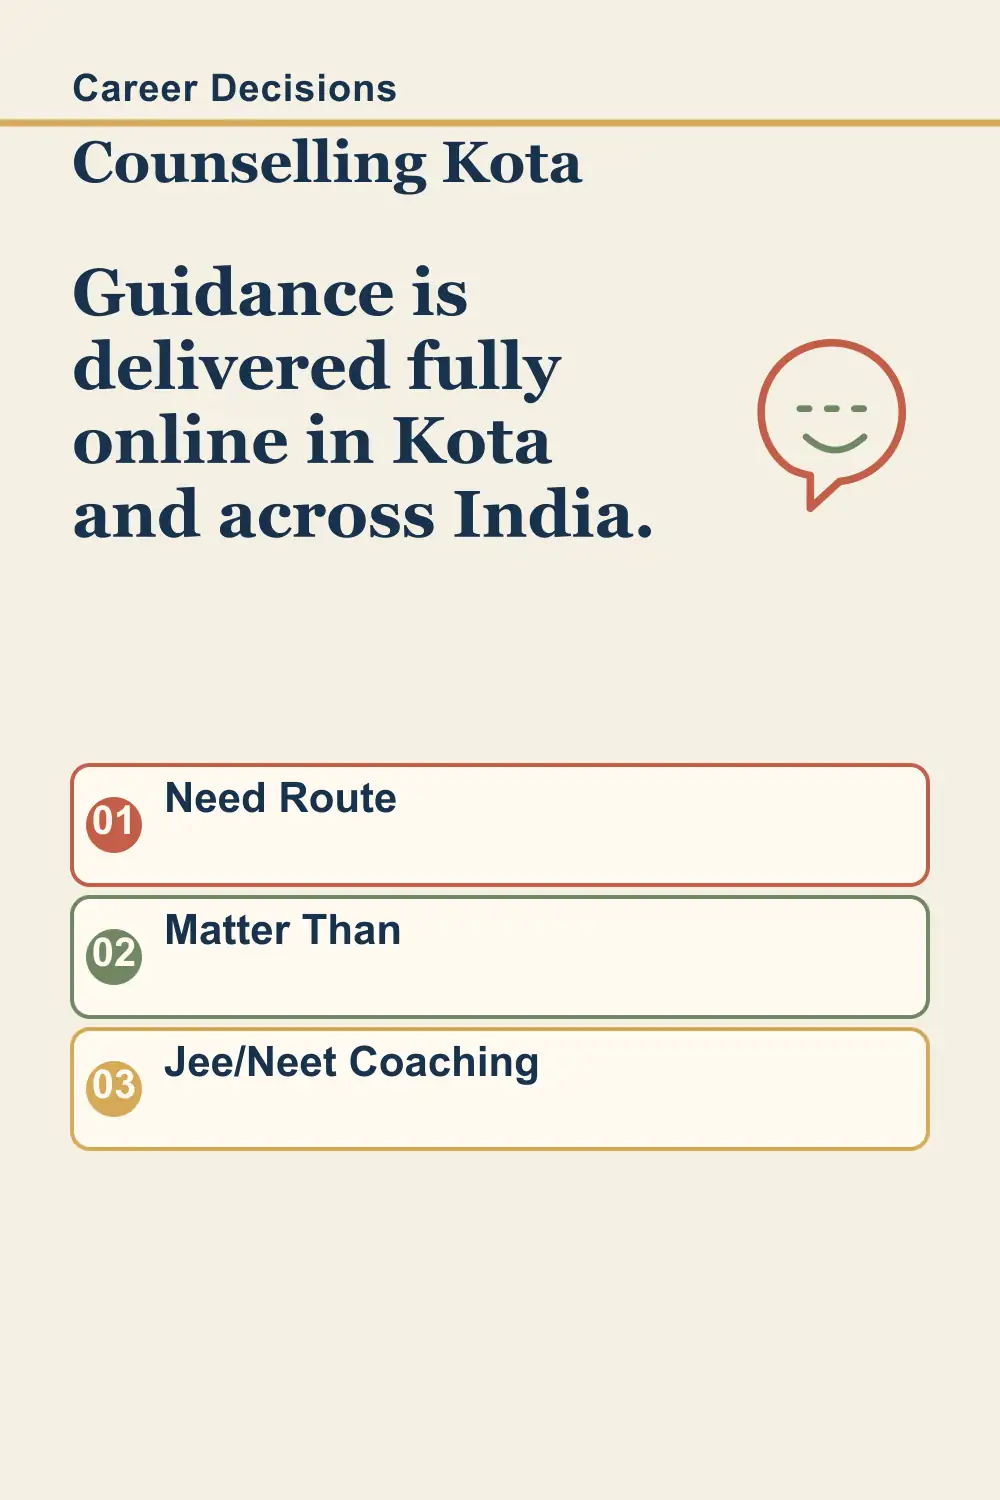 Career Decisions
Counselling Kota
Guidance is
delivered fully
online in Kota
and across India.
01 Need Route
02 Matter Than
03 Jee/Neet Coaching